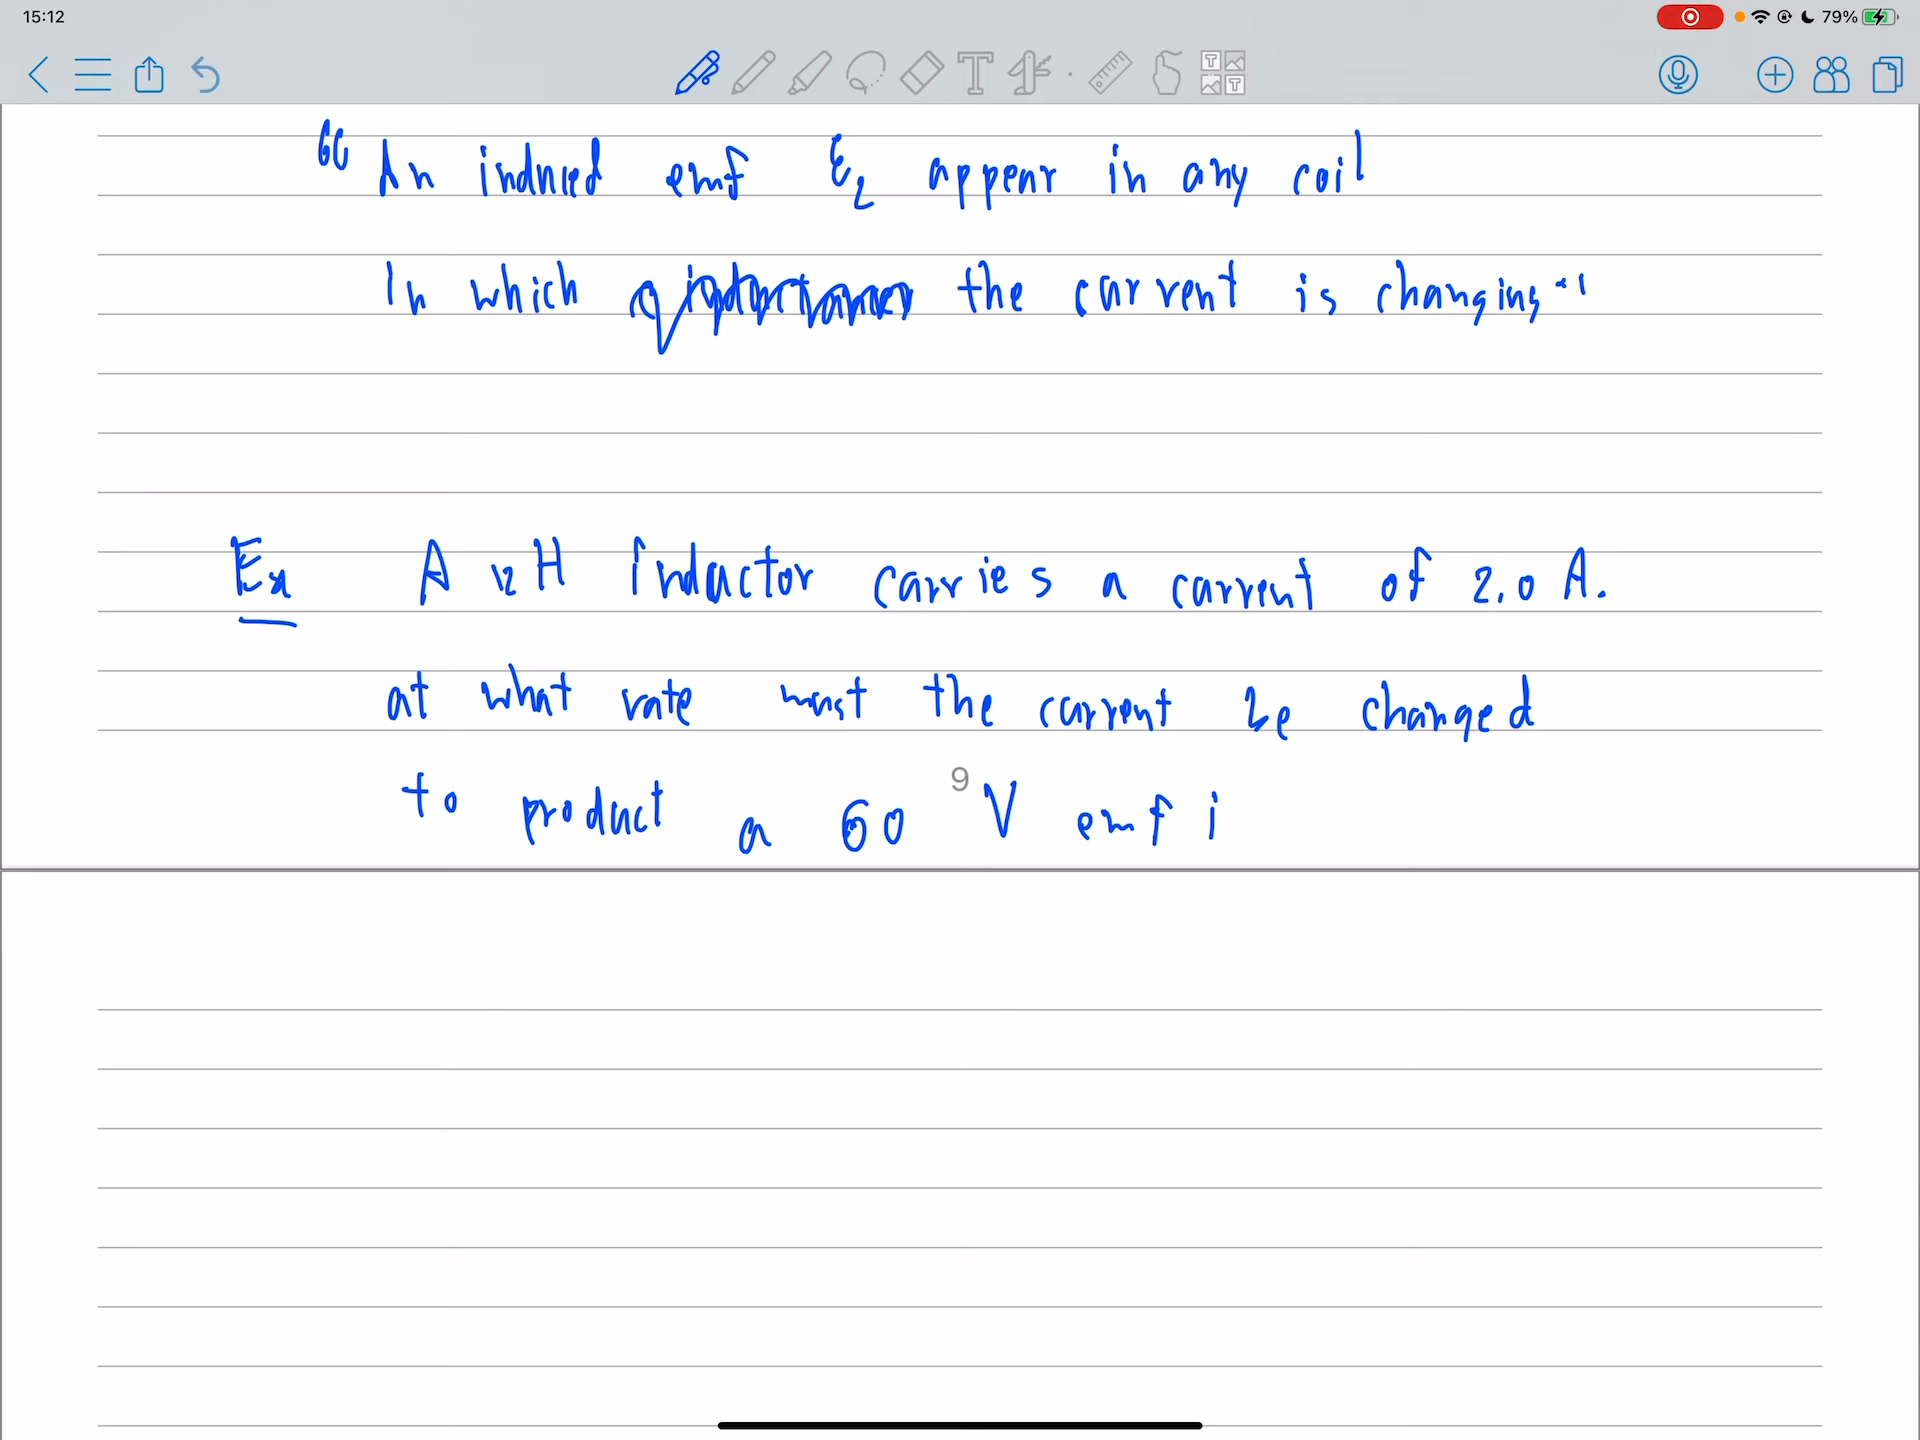 15:12
79%
“ An induced emf ε₂ appear in any coil
In which the current is changing "
Ex A 12 H inductor carries a current of 2.0 A.
at what rate must the current be changed
to product a 60 V emf i
9